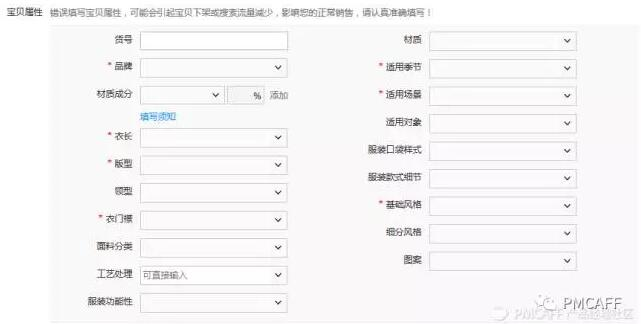 宝贝属性 错误填写宝贝属性，可能会引起宝贝下架或搜索流量减少，影响您的正常销售，请认真准确填写！
货号
* 品牌
材质成分 % 添加
填写须知
* 衣长
* 版型
领型
* 衣门襟
面料分类
工艺处理 可直接输入
服装功能性
材质
* 适用季节
* 适用场景
适用对象
服装口袋样式
服装款式细节
* 基础风格
细分风格
图案
PMCAFF
PMCAFF 产品经理社区